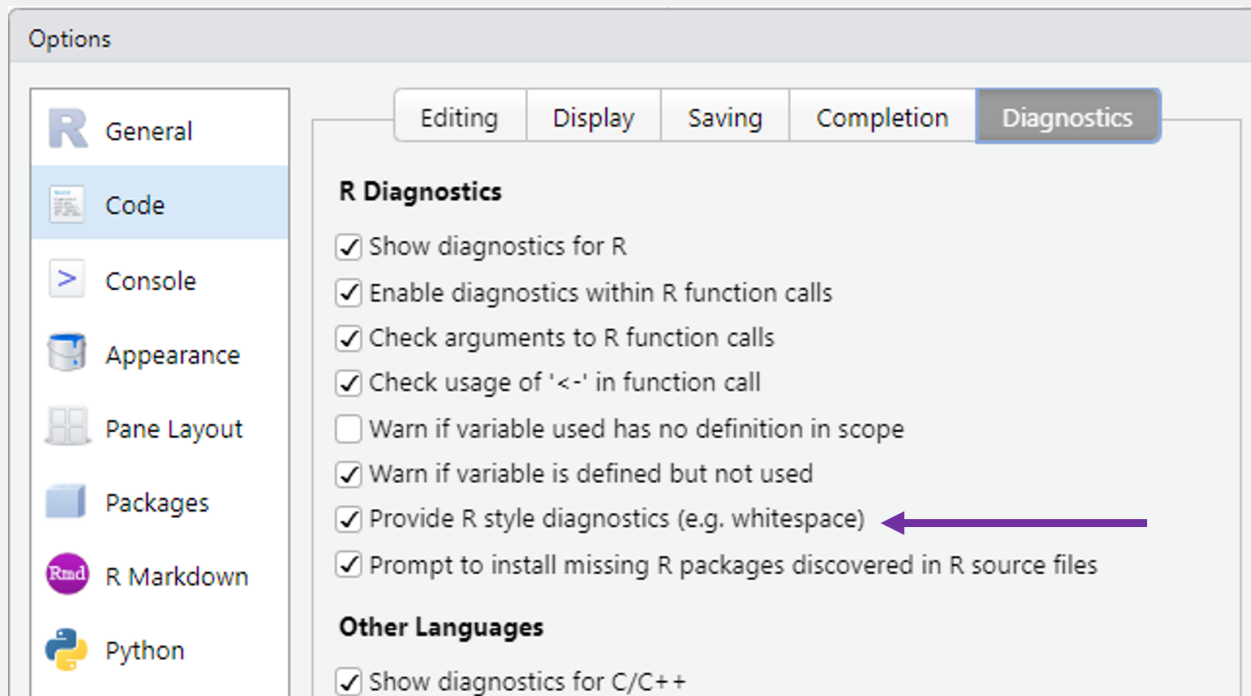 Options
General
Code
Console
Appearance
Pane Layout
Packages
Rmd R Markdown
Python
Editing Display Saving Completion Diagnostics
R Diagnostics
Show diagnostics for R
Enable diagnostics within R function calls
Check arguments to R function calls
Check usage of '<-' in function call
Warn if variable used has no definition in scope
Warn if variable is defined but not used
Provide R style diagnostics (e.g. whitespace)
Prompt to install missing R packages discovered in R source files
Other Languages
Show diagnostics for C/C++